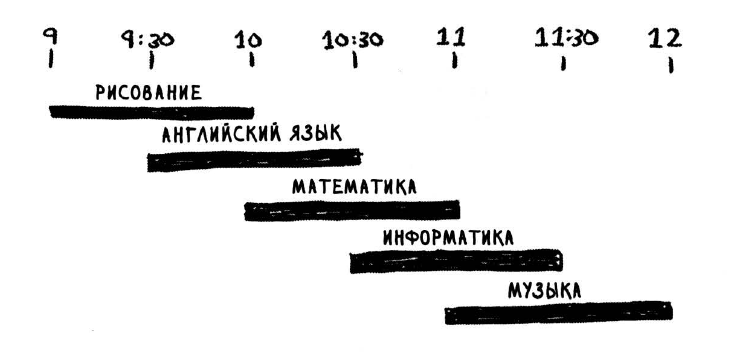 9 9:30 10 10:30 11 11:30 12
РИСОВАНИЕ
АНГЛИЙСКИЙ ЯЗЫК
МАТЕМАТИКА
ИНФОРМАТИКА
МУЗЫКА